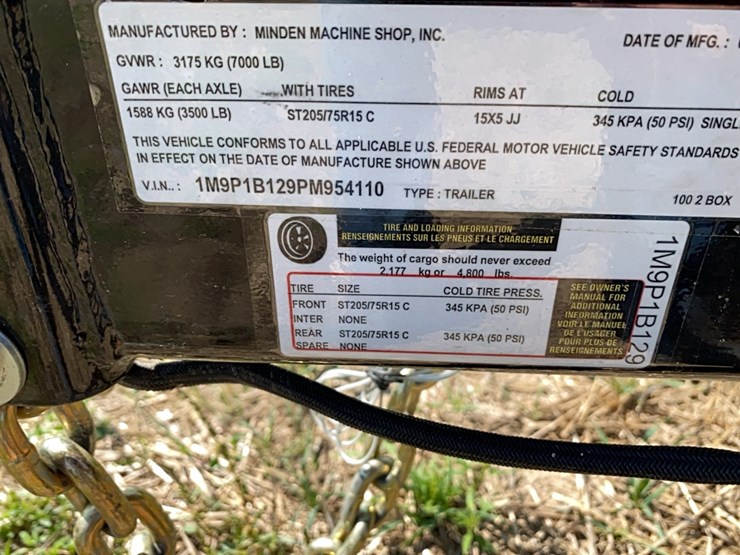 MANUFACTURED BY : MINDEN MACHINE SHOP, INC. DATE OF MFG. :
GVWR : 3175 KG (7000 LB)
GAWR (EACH AXLE) WITH TIRES RIMS AT COLD
1588 KG (3500 LB) ST205/75R15 C 15X5 JJ 345 KPA (50 PSI) SINGL
THIS VEHICLE CONFORMS TO ALL APPLICABLE U.S. FEDERAL MOTOR VEHICLE SAFETY STANDARDS
IN EFFECT ON THE DATE OF MANUFACTURE SHOWN ABOVE
V.I.N.. : 1M9P1B129PM954110 TYPE : TRAILER 100 2 BOX
TIRE AND LOADING INFORMATION
RENSEIGNEMENTS SUR LES PNEUS ET LE CHARGEMENT
The weight of cargo should never exceed
2,177 kg or 4,800 lbs.
TIRE SIZE COLD TIRE PRESS.
FRONT ST205/75R15 C 345 KPA (50 PSI)
INTER NONE
REAR ST205/75R15 C 345 KPA (50 PSI)
SPARE NONE
SEE OWNER'S
MANUAL FOR
ADDITIONAL
INFORMATION
VOIR LE MANUEL
DE L'USAGER
POUR PLUS DE
RENSEIGNEMENTS
1M9P1B129